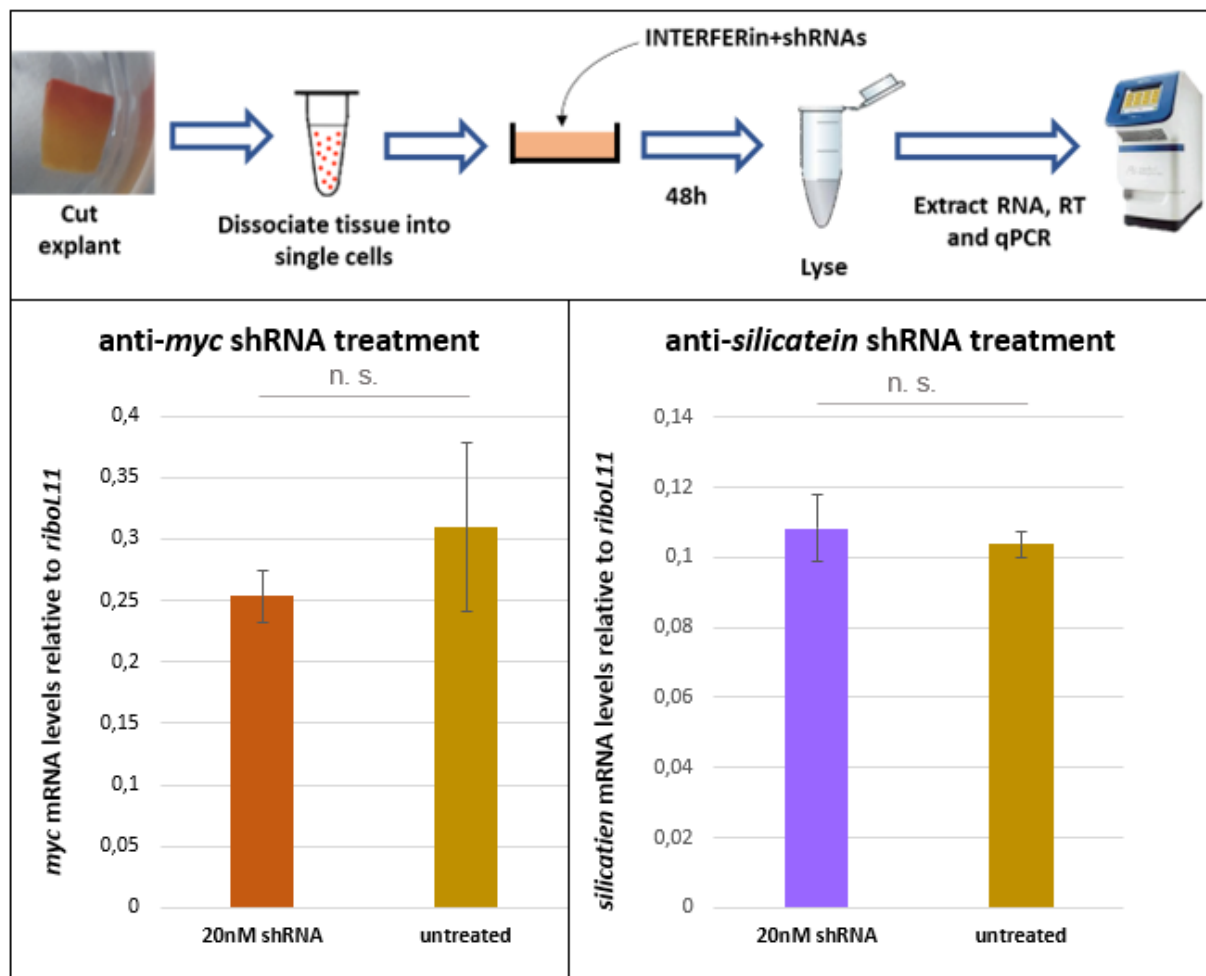 INTERFERin+shRNAs
Cut
explant
Dissociate tissue into
single cells
48h
Lyse
Extract RNA, RT
and qPCR
anti-myc shRNA treatment
n. s.
myc mRNA levels relative to riboL11
0,4
0,35
0,3
0,25
0,2
0,15
0,1
0,05
0
20nM shRNA
untreated
anti-silicatein shRNA treatment
n. s.
silicatien mRNA levels relative to riboL11
0,14
0,12
0,1
0,08
0,06
0,04
0,02
0
20nM shRNA
untreated